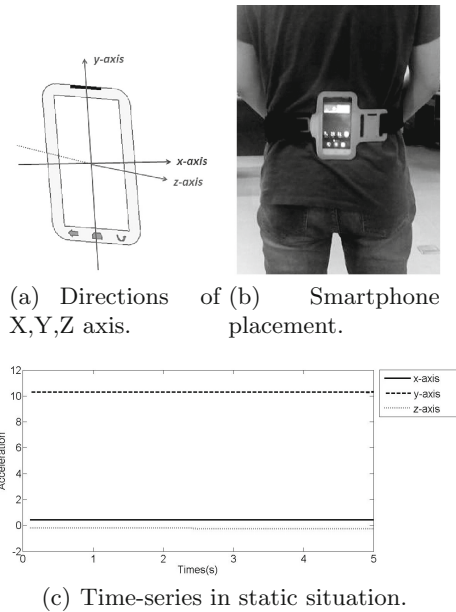 y-axis
x-axis
z-axis
(a) Directions of X,Y,Z axis.
(b) Smartphone placement.
12
10
8
6
4
2
0
-2
0 1 2 3 4 5
Acceleration
Times(s)
x-axis
y-axis
z-axis
(c) Time-series in static situation.